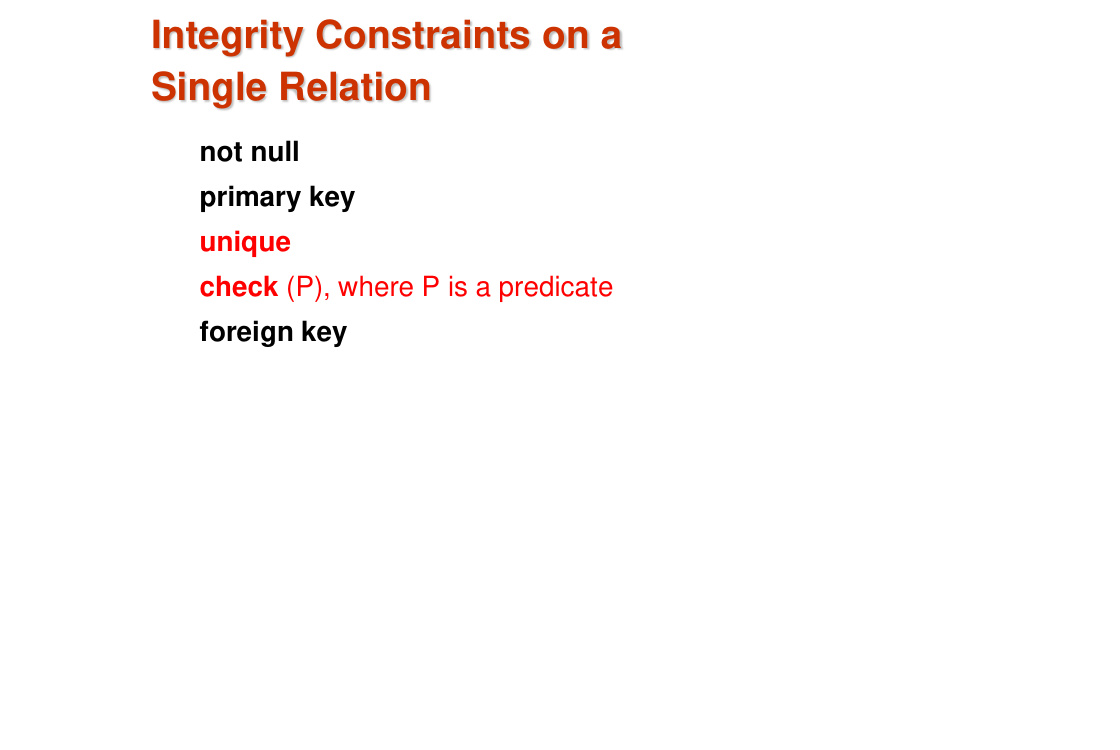 Integrity Constraints on a
Single Relation
not null
primary key
unique
check (P), where P is a predicate
foreign key